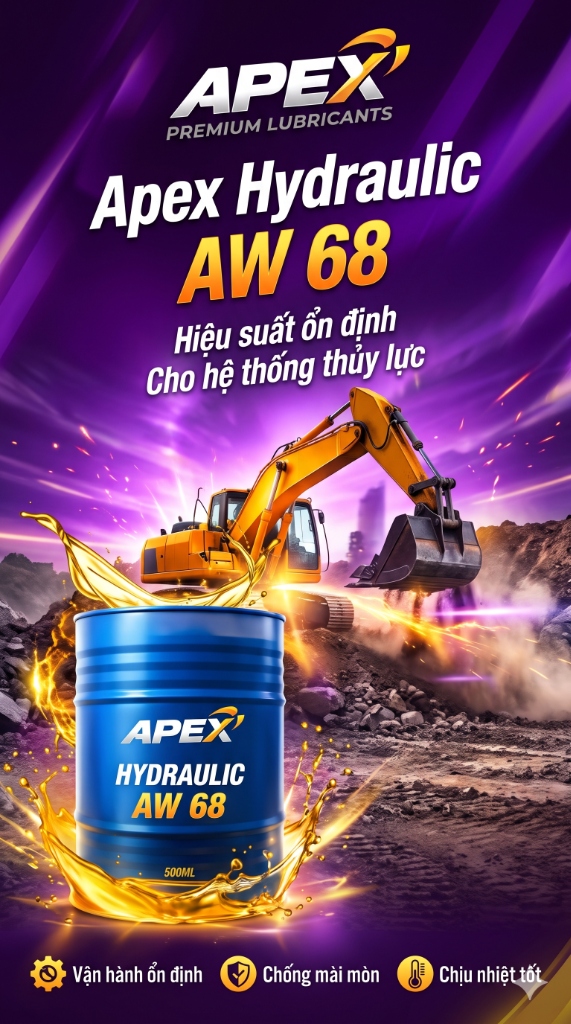 APEX
PREMIUM LUBRICANTS
Apex Hydraulic
AW 68
Hiệu suất ổn định
Cho hệ thống thủy lực
APEX
HYDRAULIC
AW 68
500ML
Vận hành ổn định
Chống mài mòn
Chịu nhiệt tốt